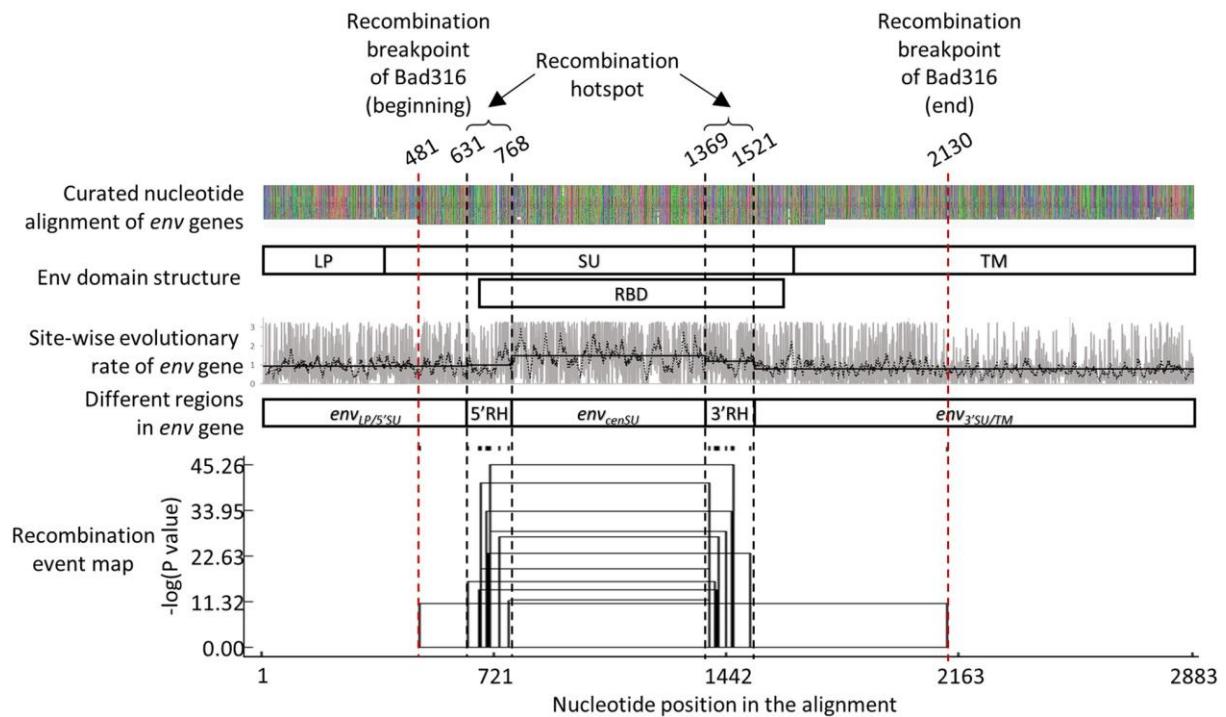 Recombination
breakpoint
of Bad316
(beginning)
Recombination
hotspot
Recombination
breakpoint
of Bad316
(end)
481
631
768
1369
1521
2130
Curated nucleotide
alignment of env genes
Env domain structure
LP
SU
TM
RBD
Site-wise evolutionary
rate of env gene
3
2
1
0
Different regions
in env gene
envLP/5'SU
5'RH
envcenSU
3'RH
env3'SU/TM
Recombination
event map
-log(P value)
45.26
33.95
22.63
11.32
0.00
1
721
1442
2163
2883
Nucleotide position in the alignment